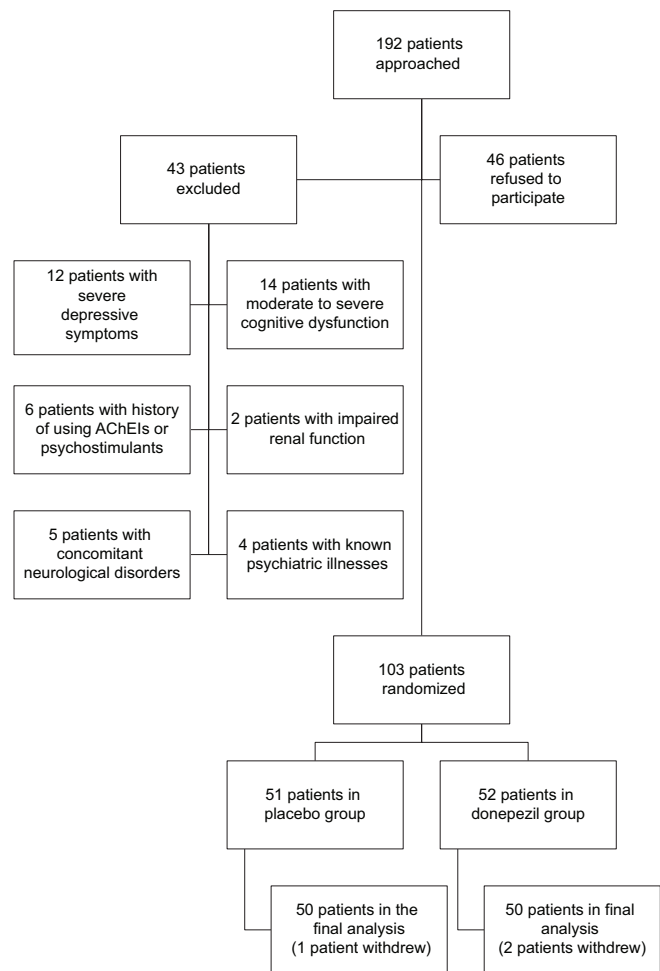 192 patients
approached
43 patients
excluded
46 patients
refused to
participate
12 patients with
severe
depressive
symptoms
14 patients with
moderate to severe
cognitive dysfunction
6 patients with history
of using AChEIs or
psychostimulants
2 patients with impaired
renal function
5 patients with
concomitant
neurological disorders
4 patients with known
psychiatric illnesses
103 patients
randomized
51 patients in
placebo group
52 patients in
donepezil group
50 patients in the
final analysis
(1 patient withdrew)
50 patients in final
analysis
(2 patients withdrew)